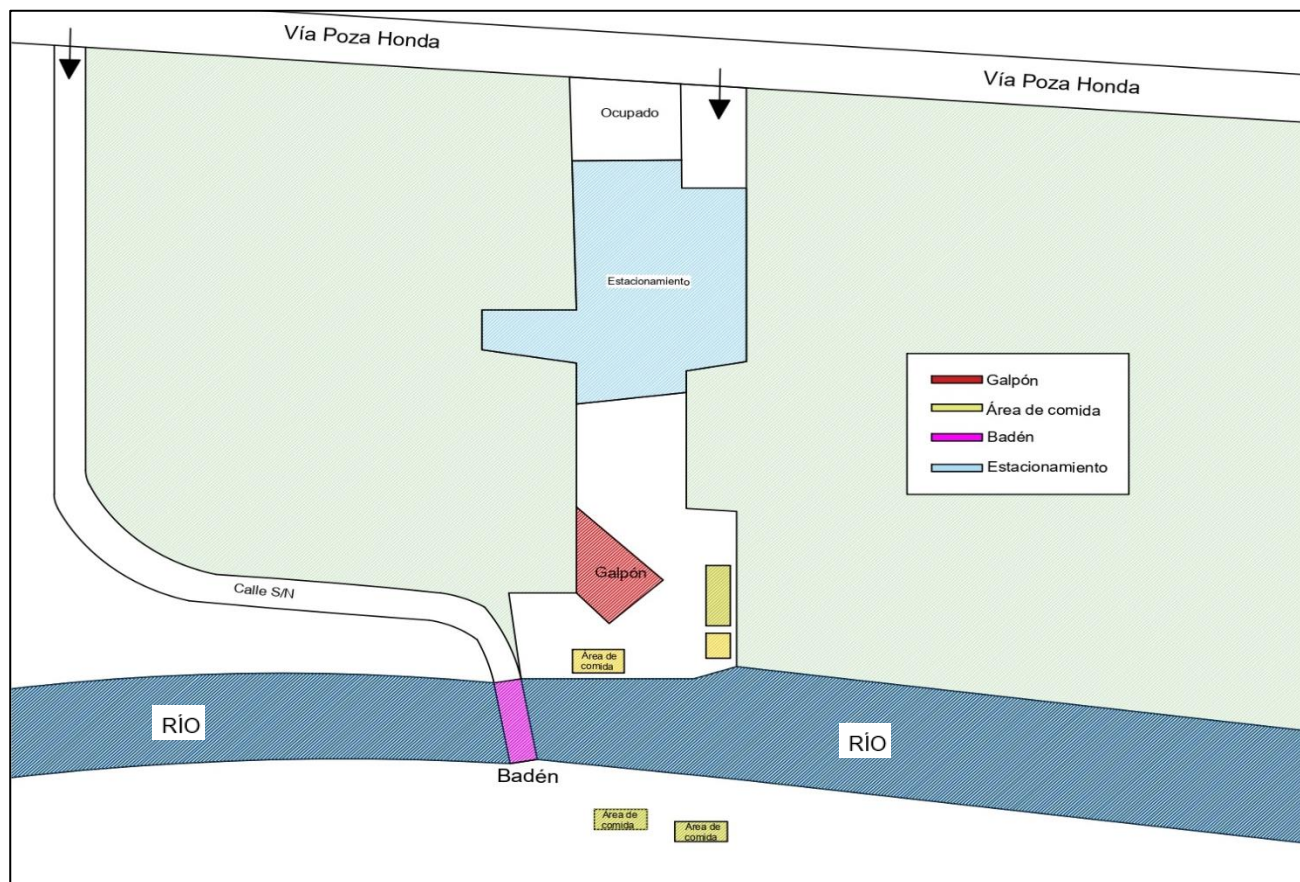 Vía Poza Honda
Vía Poza Honda
Ocupado
Estacionamiento
Galpón
Área de comida
Badén
Estacionamiento
Galpón
Calle S/N
Área de
comida
RÍO
RÍO
Badén
Área de
comida
Área de
comida